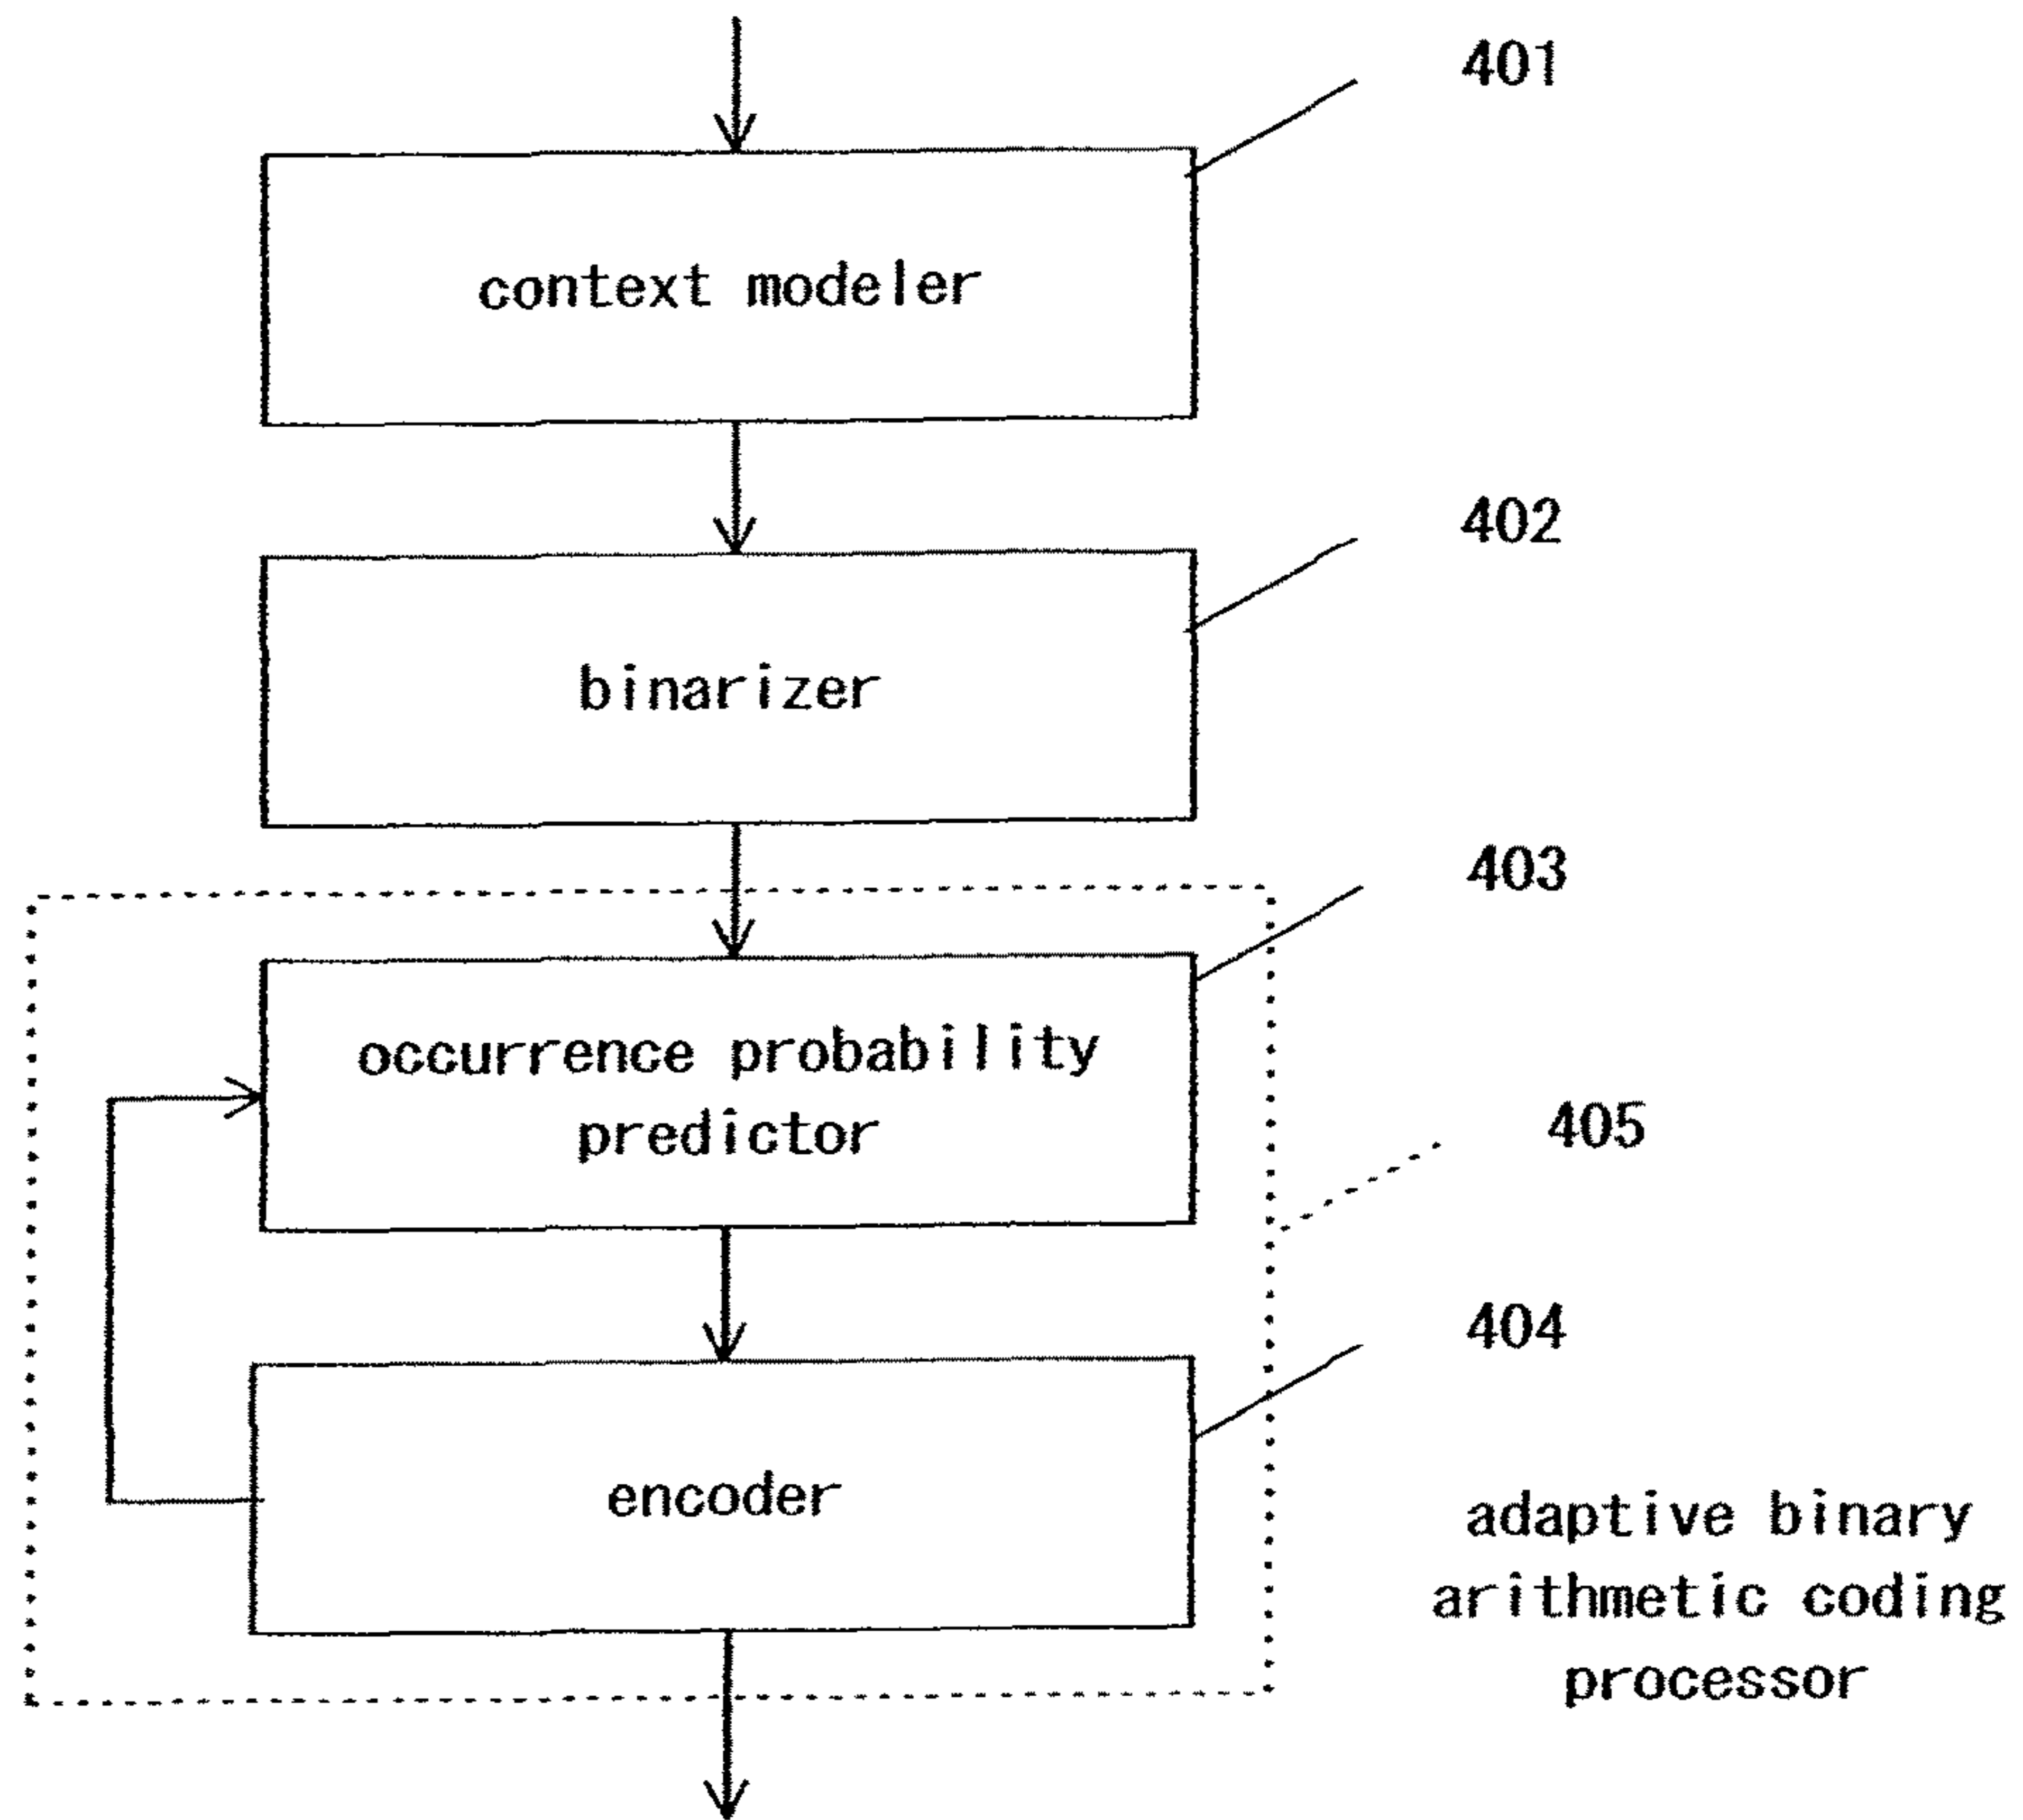 401
context modeler
402
binarizer
403
occurrence probability
predictor
405
404
encoder
adaptive binary
arithmetic coding
processor